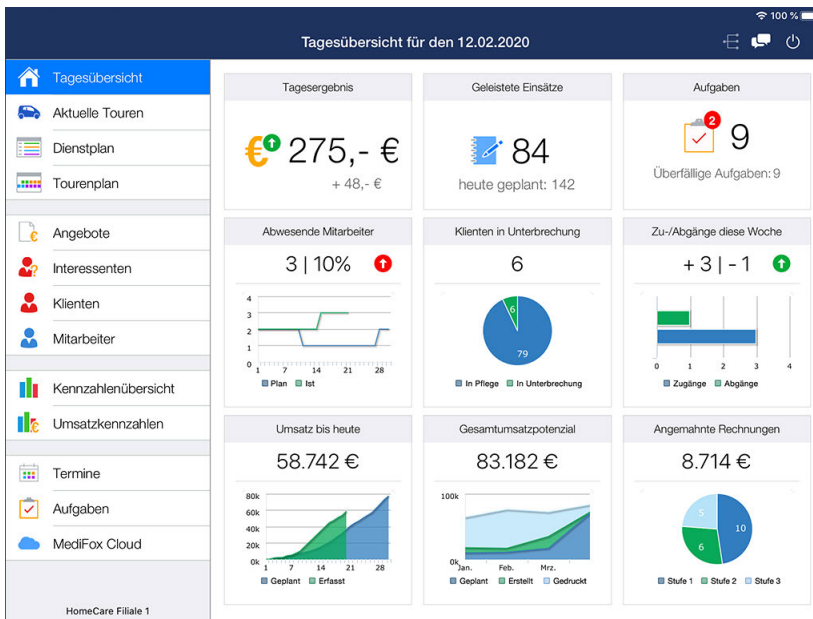 100 %
Tagesübersicht für den 12.02.2020
Tagesübersicht
Aktuelle Touren
Dienstplan
Tourenplan
Angebote
Interessenten
Klienten
Mitarbeiter
Kennzahlenübersicht
Umsatzkennzahlen
Termine
Aufgaben
MediFox Cloud
HomeCare Filiale 1
Tagesergebnis
275,- €
+ 48,- €
Geleistete Einsätze
84
heute geplant: 142
Aufgaben
2
9
Überfällige Aufgaben: 9
Abwesende Mitarbeiter
3 | 10%
4
3
2
1
0
1 7 14 21 28
Plan Ist
Klienten in Unterbrechung
6
6
79
In Pflege In Unterbrechung
Zu-/Abgänge diese Woche
+ 3 | - 1
0 1 2 3 4
Zugänge Abgänge
Umsatz bis heute
58.742 €
80k
60k
40k
20k
0k
1 7 14 21 28
Geplant Erfasst
Gesamtumsatzpotenzial
83.182 €
100k
0k
Jan. Feb. Mrz.
Geplant Erstellt Gedruckt
Angemahnte Rechnungen
8.714 €
5
10
6
Stufe 1 Stufe 2 Stufe 3